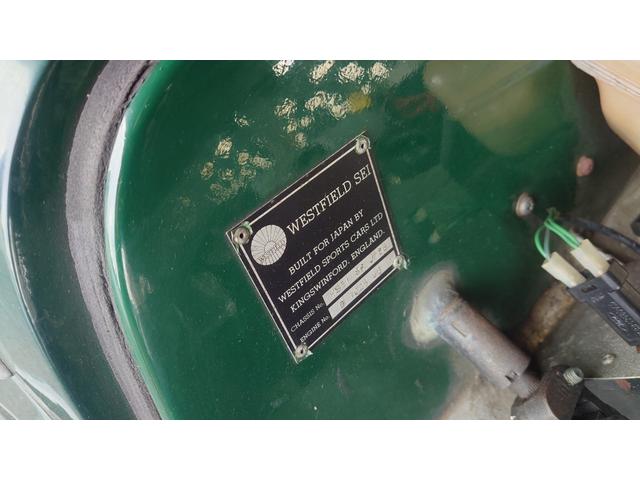 WESTFIELD SEI
BUILT FOR JAPAN BY
WESTFIELD SPORTS CARS LTD
KINGSWINFORD, ENGLAND.
CHASSIS No.
ENGINE No.